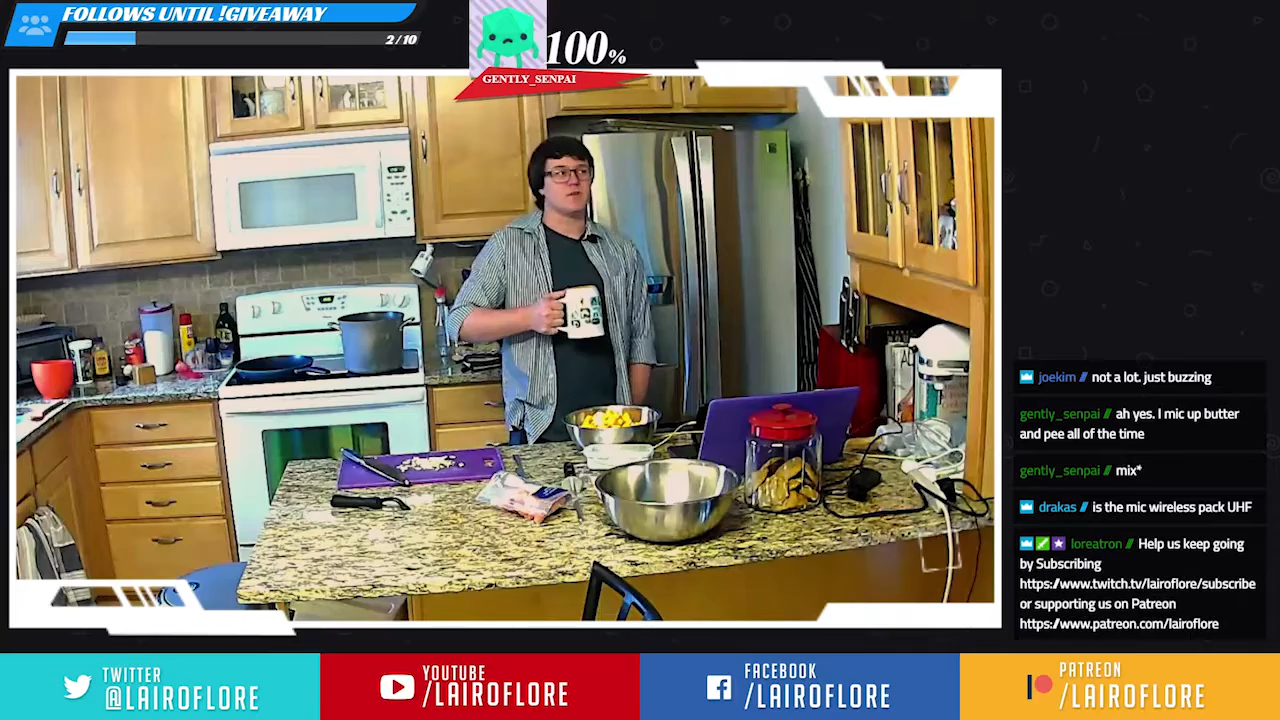 FOLLOWS UNTIL !GIVEAWAY
2/10
100%
GENTLY_SENPAI
joekim // not a lot. just buzzing
gently_senpai // ah yes. I mic up butter
and pee all of the time
gently_senpai // mix*
drakas // is the mic wireless pack UHF
loreatron // Help us keep going
by Subscribing
https://www.twitch.tv/lairoflore/subscribe
or supporting us on Patreon
https://www.patreon.com/lairoflore
TWITTER
@LAIROFLORE
YOUTUBE
/LAIROFLORE
FACEBOOK
/LAIROFLORE
PATREON
/LAIROFLORE